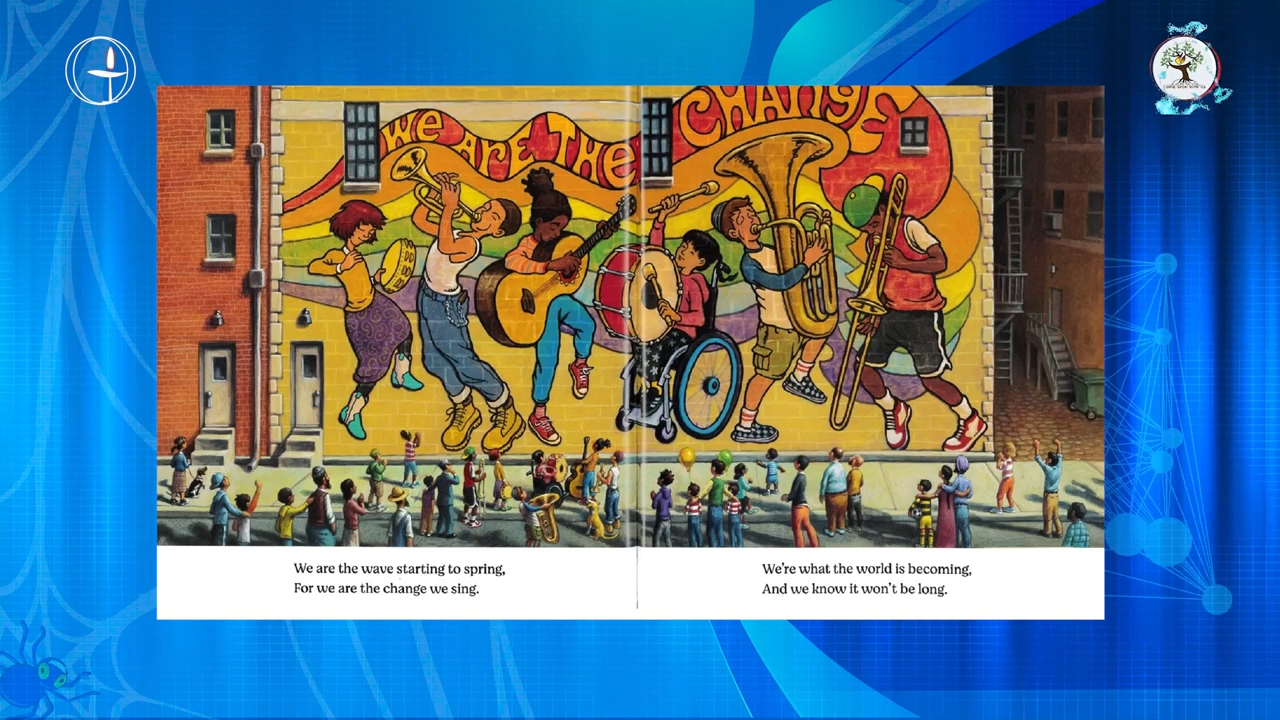 WE ARE THE CHANGE
We are the wave starting to spring,
For we are the change we sing.
We're what the world is becoming,
And we know it won't be long.